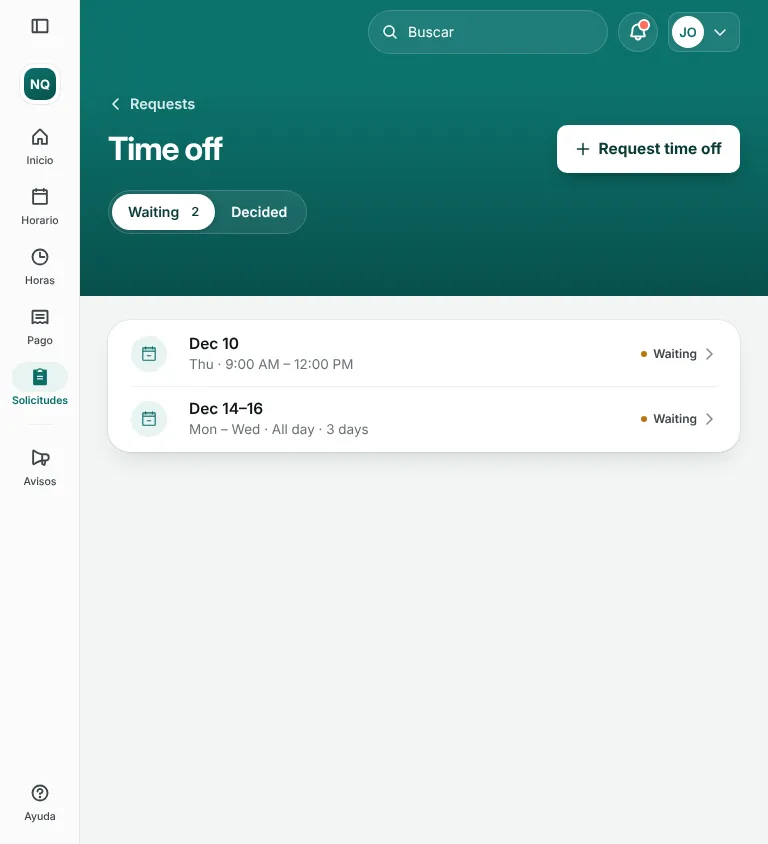 Buscar
JO
NQ
Inicio
Horario
Horas
Pago
Solicitudes
Avisos
Ayuda
Requests
Time off
Request time off
Waiting 2
Decided
Dec 10
Thu · 9:00 AM – 12:00 PM
Waiting
Dec 14–16
Mon – Wed · All day · 3 days
Waiting